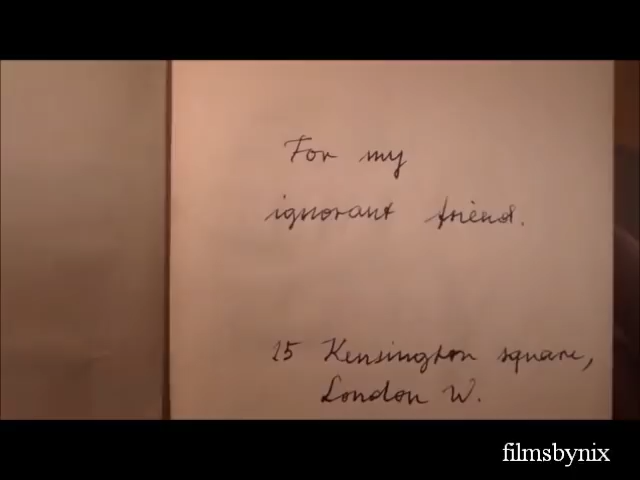 For my
ignorant friend.
15 Kensington square,
London W.
filmsbynix